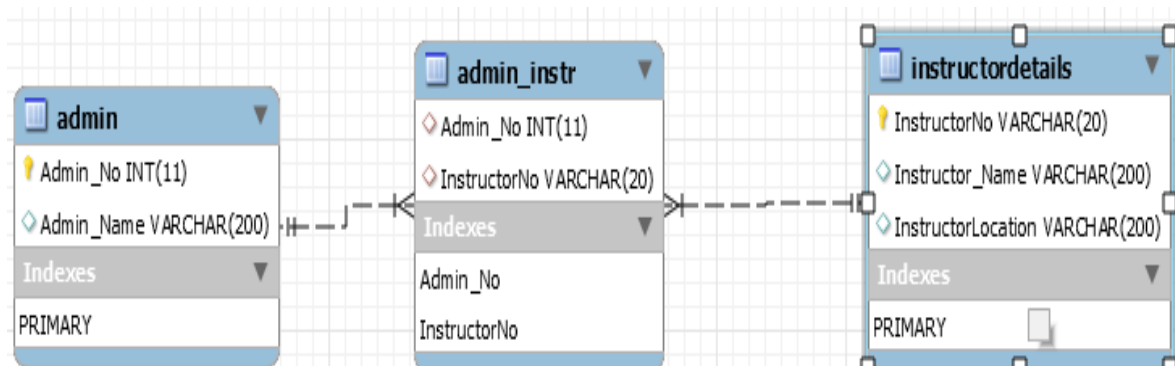 admin
Admin_No INT(11)
Admin_Name VARCHAR(200)
Indexes
PRIMARY
admin_instr
Admin_No INT(11)
InstructorNo VARCHAR(20)
Indexes
Admin_No
InstructorNo
instructordetails
InstructorNo VARCHAR(20)
Instructor_Name VARCHAR(200)
InstructorLocation VARCHAR(200)
Indexes
PRIMARY